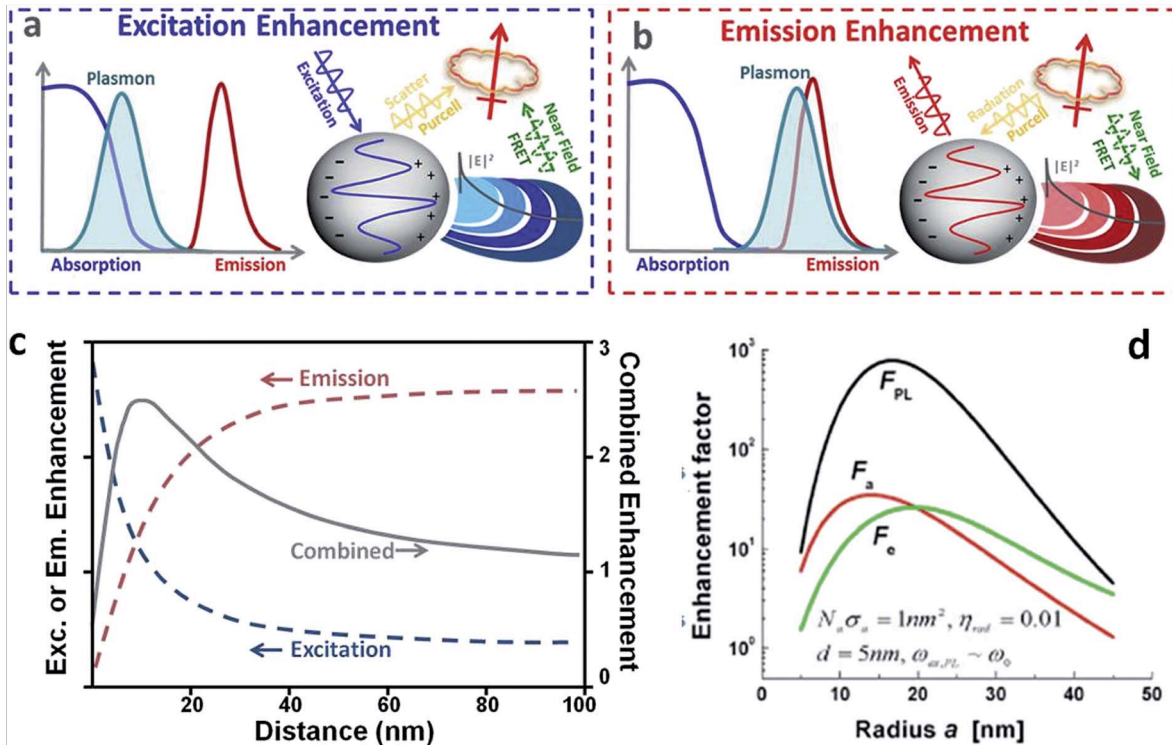 a
Excitation Enhancement
Plasmon
Excitation
Scatter
Purcell
Near Field
FRET
|E|²
- - - - -
+ + + + +
Absorption
Emission
b
Emission Enhancement
Plasmon
Emission
Radiation
Purcell
Near Field
FRET
|E|²
- - - - -
+ + + + +
Absorption
Emission
c
Exc. or Em. Enhancement
Combined Enhancement
3
2
1
0
← Emission
Combined →
← Excitation
0 20 40 60 80 100
Distance (nm)
d
Enhancement factor
10³
10²
10¹
10⁰
F_PL
F_a
F_e
N_a σ_a = 1nm², η_rad = 0.01
d = 5nm,
0 10 20 30 40 50
Radius a [nm]